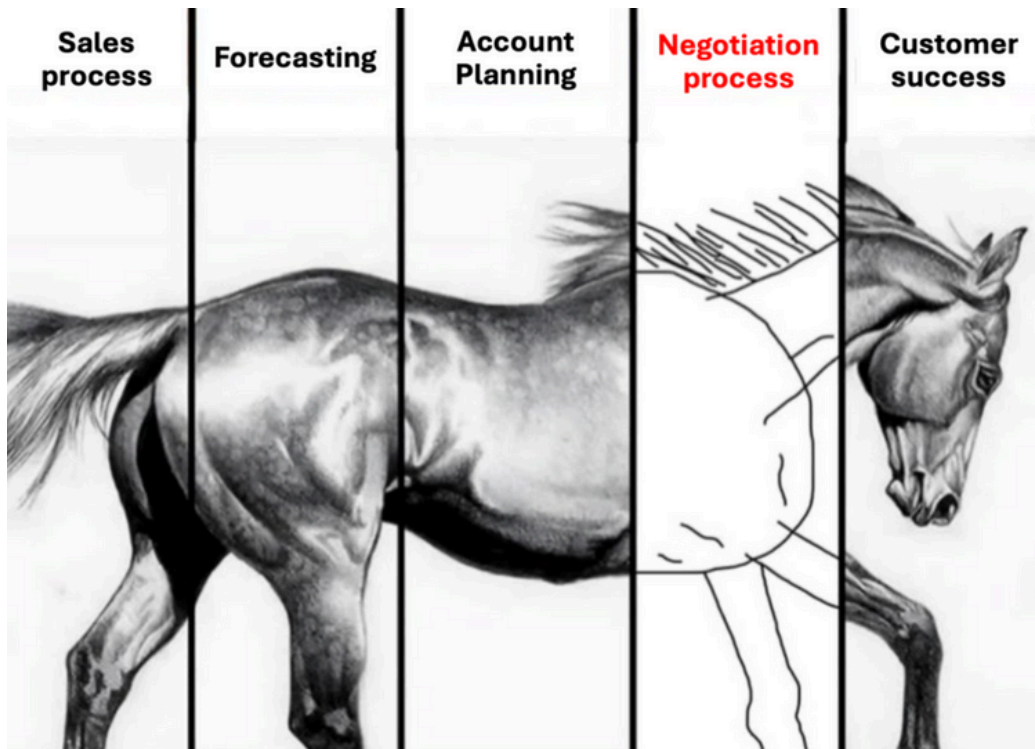 Sales
process
Forecasting
Account
Planning
Negotiation
process
Customer
success